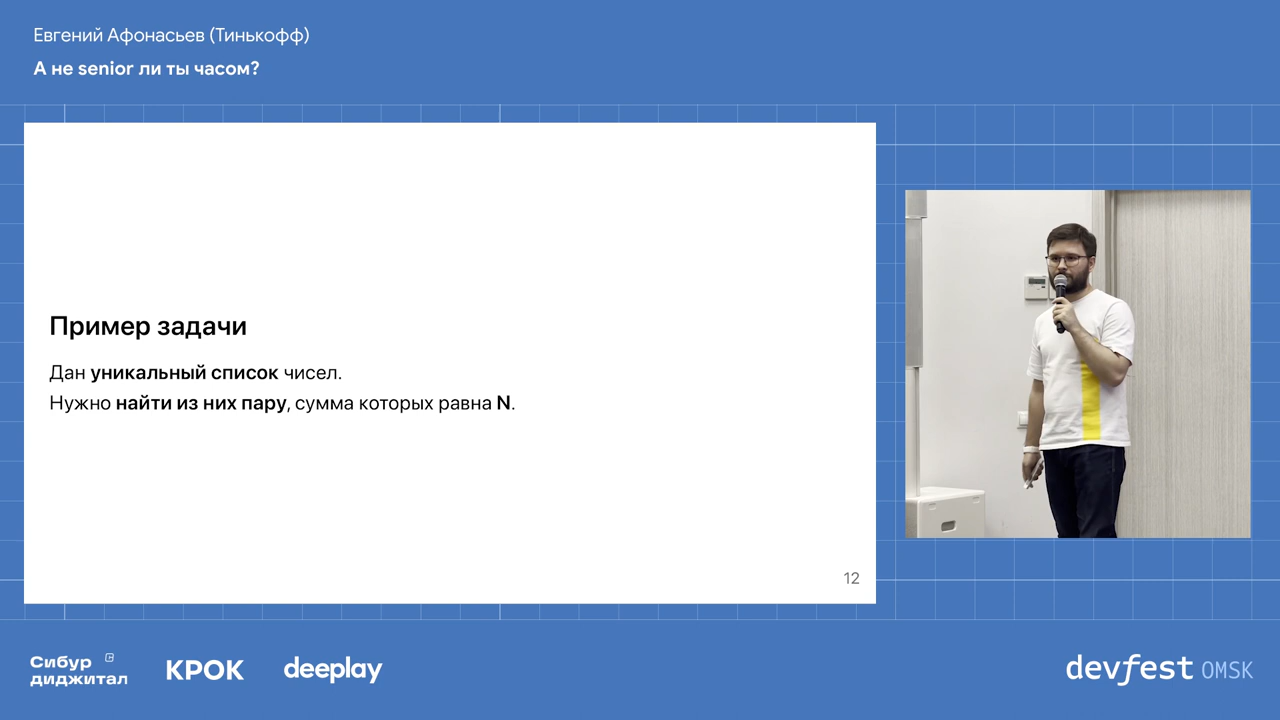 Евгений Афонасьев (Тинькофф)
А не senior ли ты часом?
Пример задачи
Дан уникальный список чисел.
Нужно найти из них пару, сумма которых равна N.
12
Сибур
диджитал
КРОК
deeplay
devfest OMSK